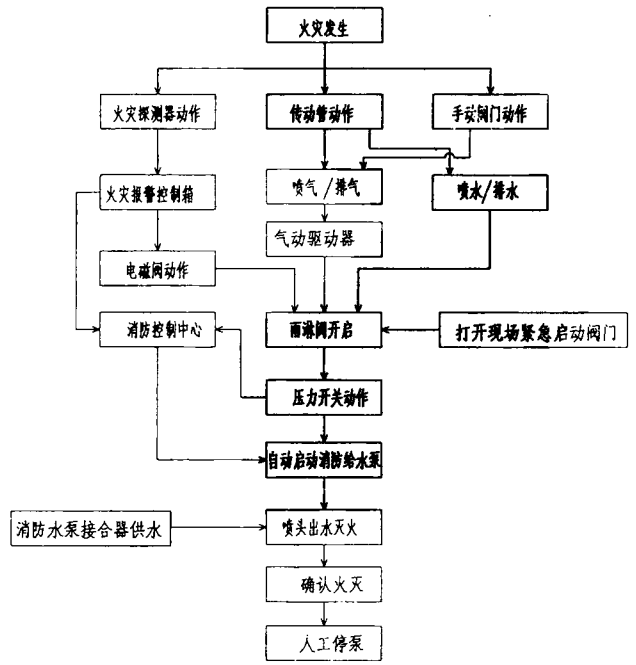 火灾发生
火灾探测器动作
传动管动作
手动阀门动作
火灾报警控制箱
喷气/排气
喷水/排水
气动驱动器
电磁阀动作
消防控制中心
雨淋阀开启
打开现场紧急启动阀门
压力开关动作
自动启动消防给水泵
消防水泵接合器供水
喷头出水灭火
确认火灭
人工停泵